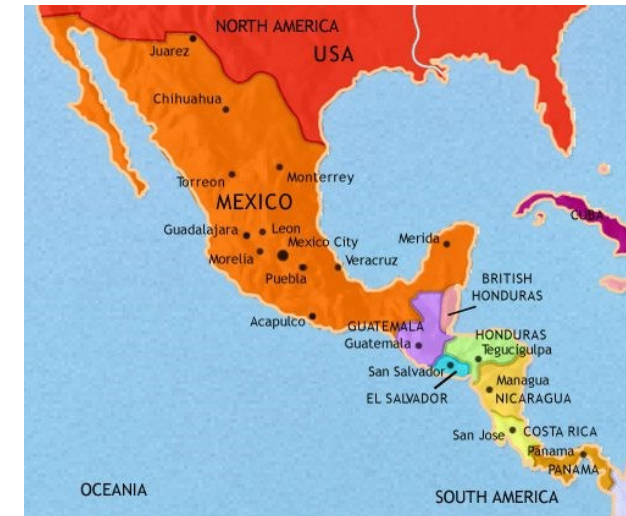 NORTH AMERICA
Juarez
USA
Chihuahua
Torreon
Monterrey
MEXICO
Guadalajara
Leon
Mexico City
Merida
Morelia
Veracruz
Puebla
CUBA
BRITISH
HONDURAS
Acapulco
GUATEMALA
Guatemala
HONDURAS
Tegucigulpa
San Salvador
EL SALVADOR
Managua
NICARAGUA
San Jose
COSTA RICA
Panama
PANAMA
OCEANIA
SOUTH AMERICA